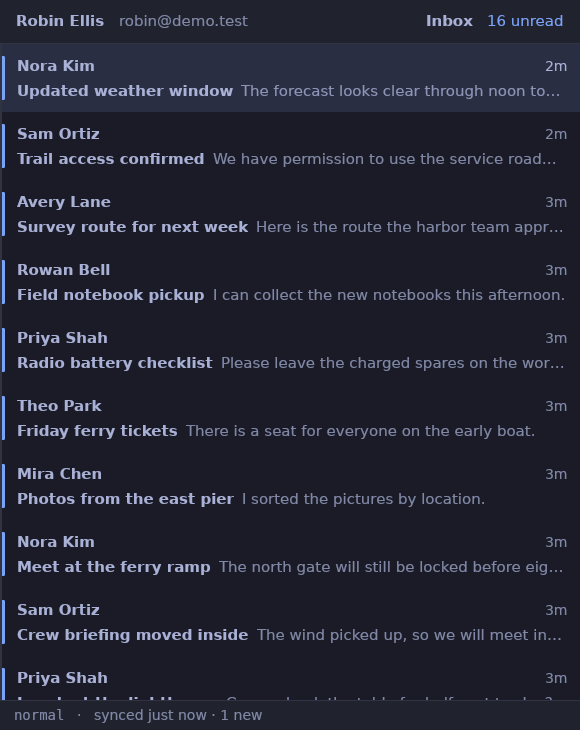 Robin Ellis robin@demo.test Inbox 16 unread
Nora Kim 2m
Updated weather window The forecast looks clear through noon to…
Sam Ortiz 2m
Trail access confirmed We have permission to use the service road…
Avery Lane 3m
Survey route for next week Here is the route the harbor team appr…
Rowan Bell 3m
Field notebook pickup I can collect the new notebooks this afternoon.
Priya Shah 3m
Radio battery checklist Please leave the charged spares on the wor…
Theo Park 3m
Friday ferry tickets There is a seat for everyone on the early boat.
Mira Chen 3m
Photos from the east pier I sorted the pictures by location.
Nora Kim 3m
Meet at the ferry ramp The north gate will still be locked before eig…
Sam Ortiz 3m
Crew briefing moved inside The wind picked up, so we will meet in…
Priya Shah 3m
normal · synced just now · 1 new